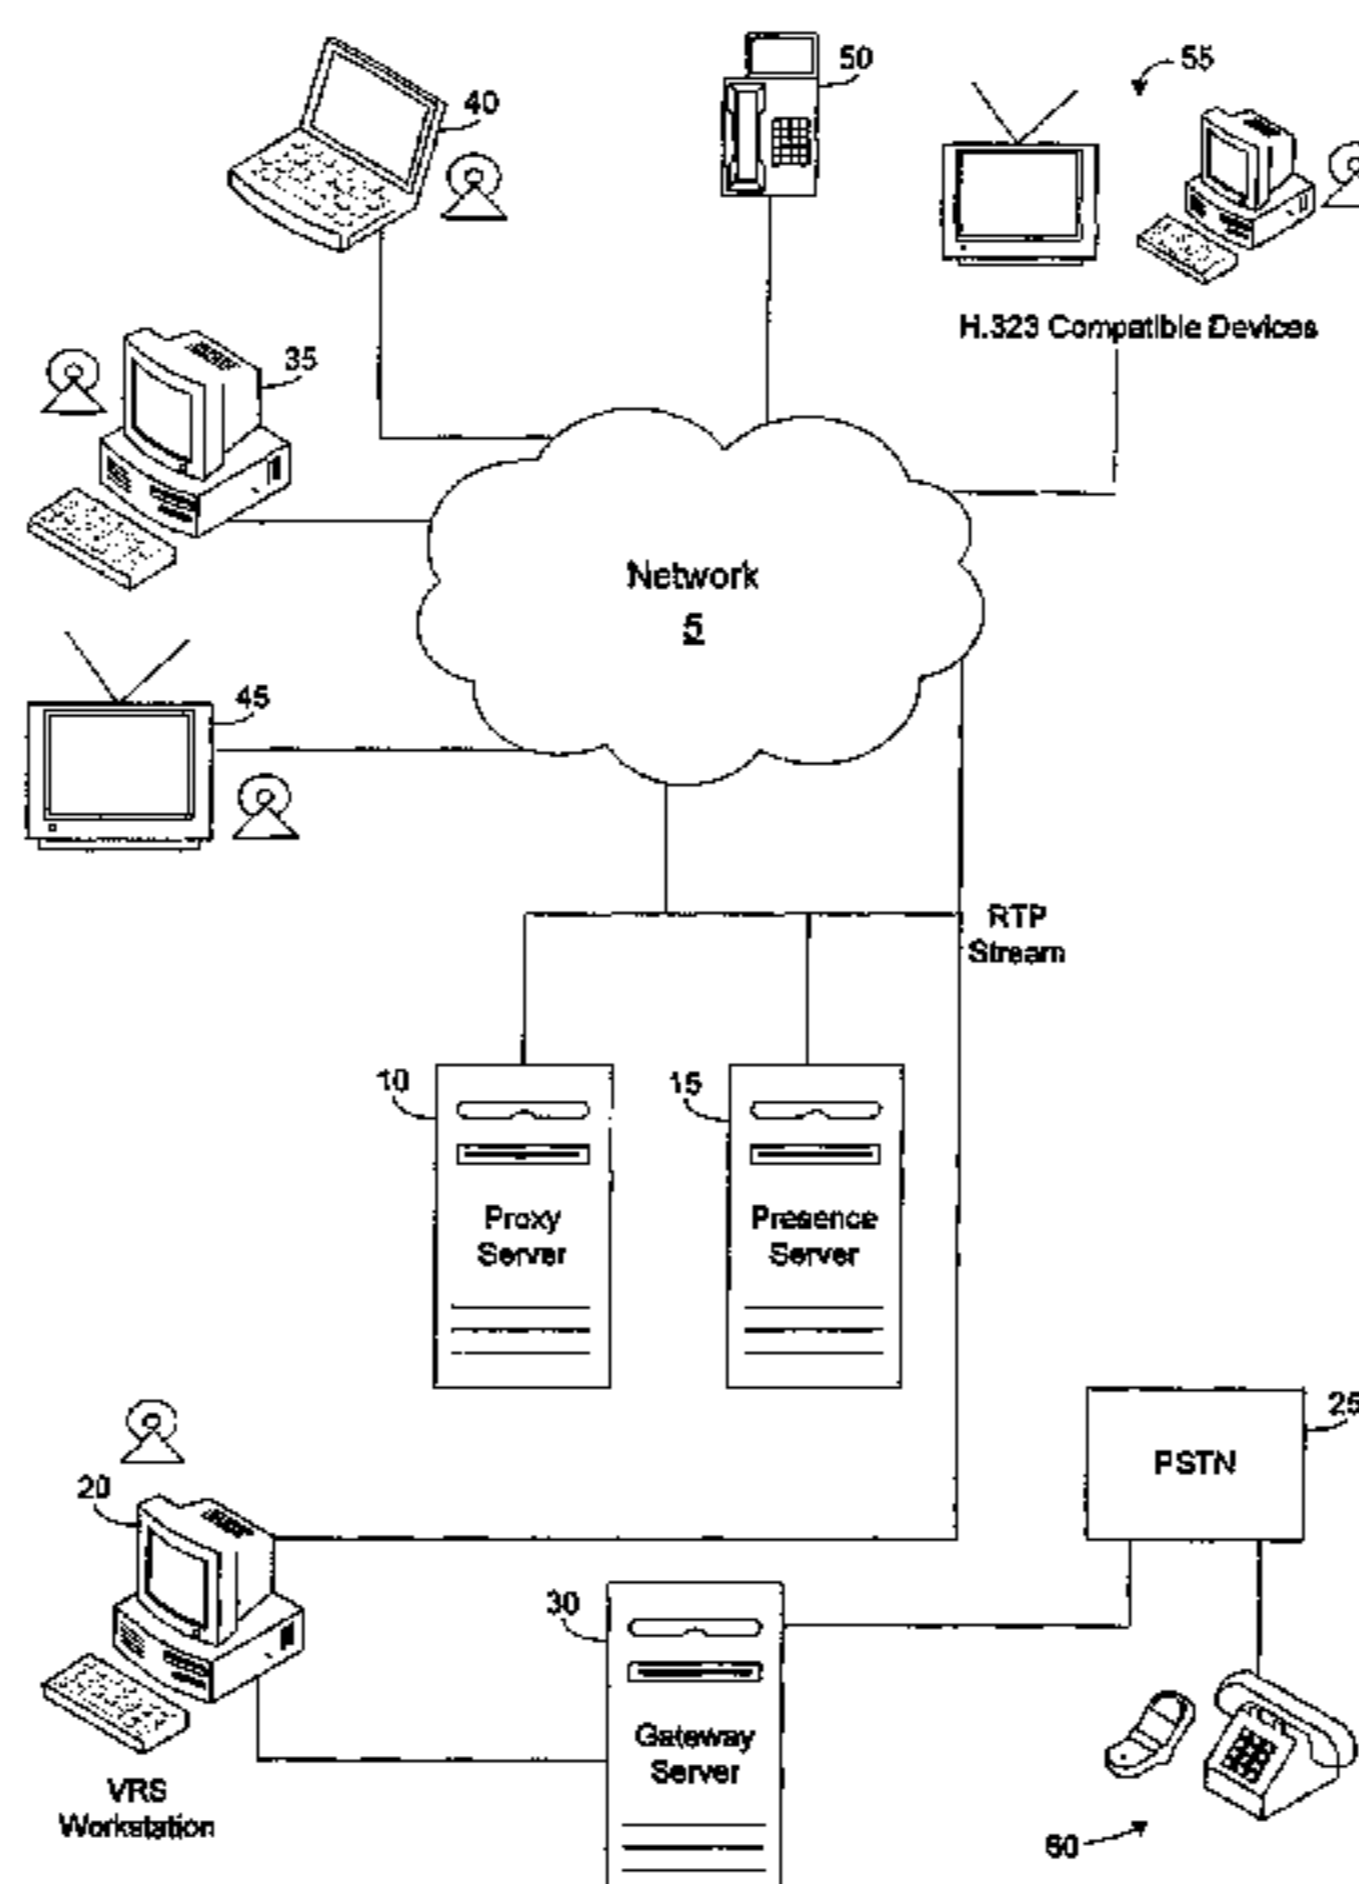 40
50
55
H.323 Compatible Devices
35
Network
5
45
RTP
Stream
10
15
Proxy
Server
Presence
Server
25
PSTN
20
30
Gateway
Server
VRS
Workstation
60